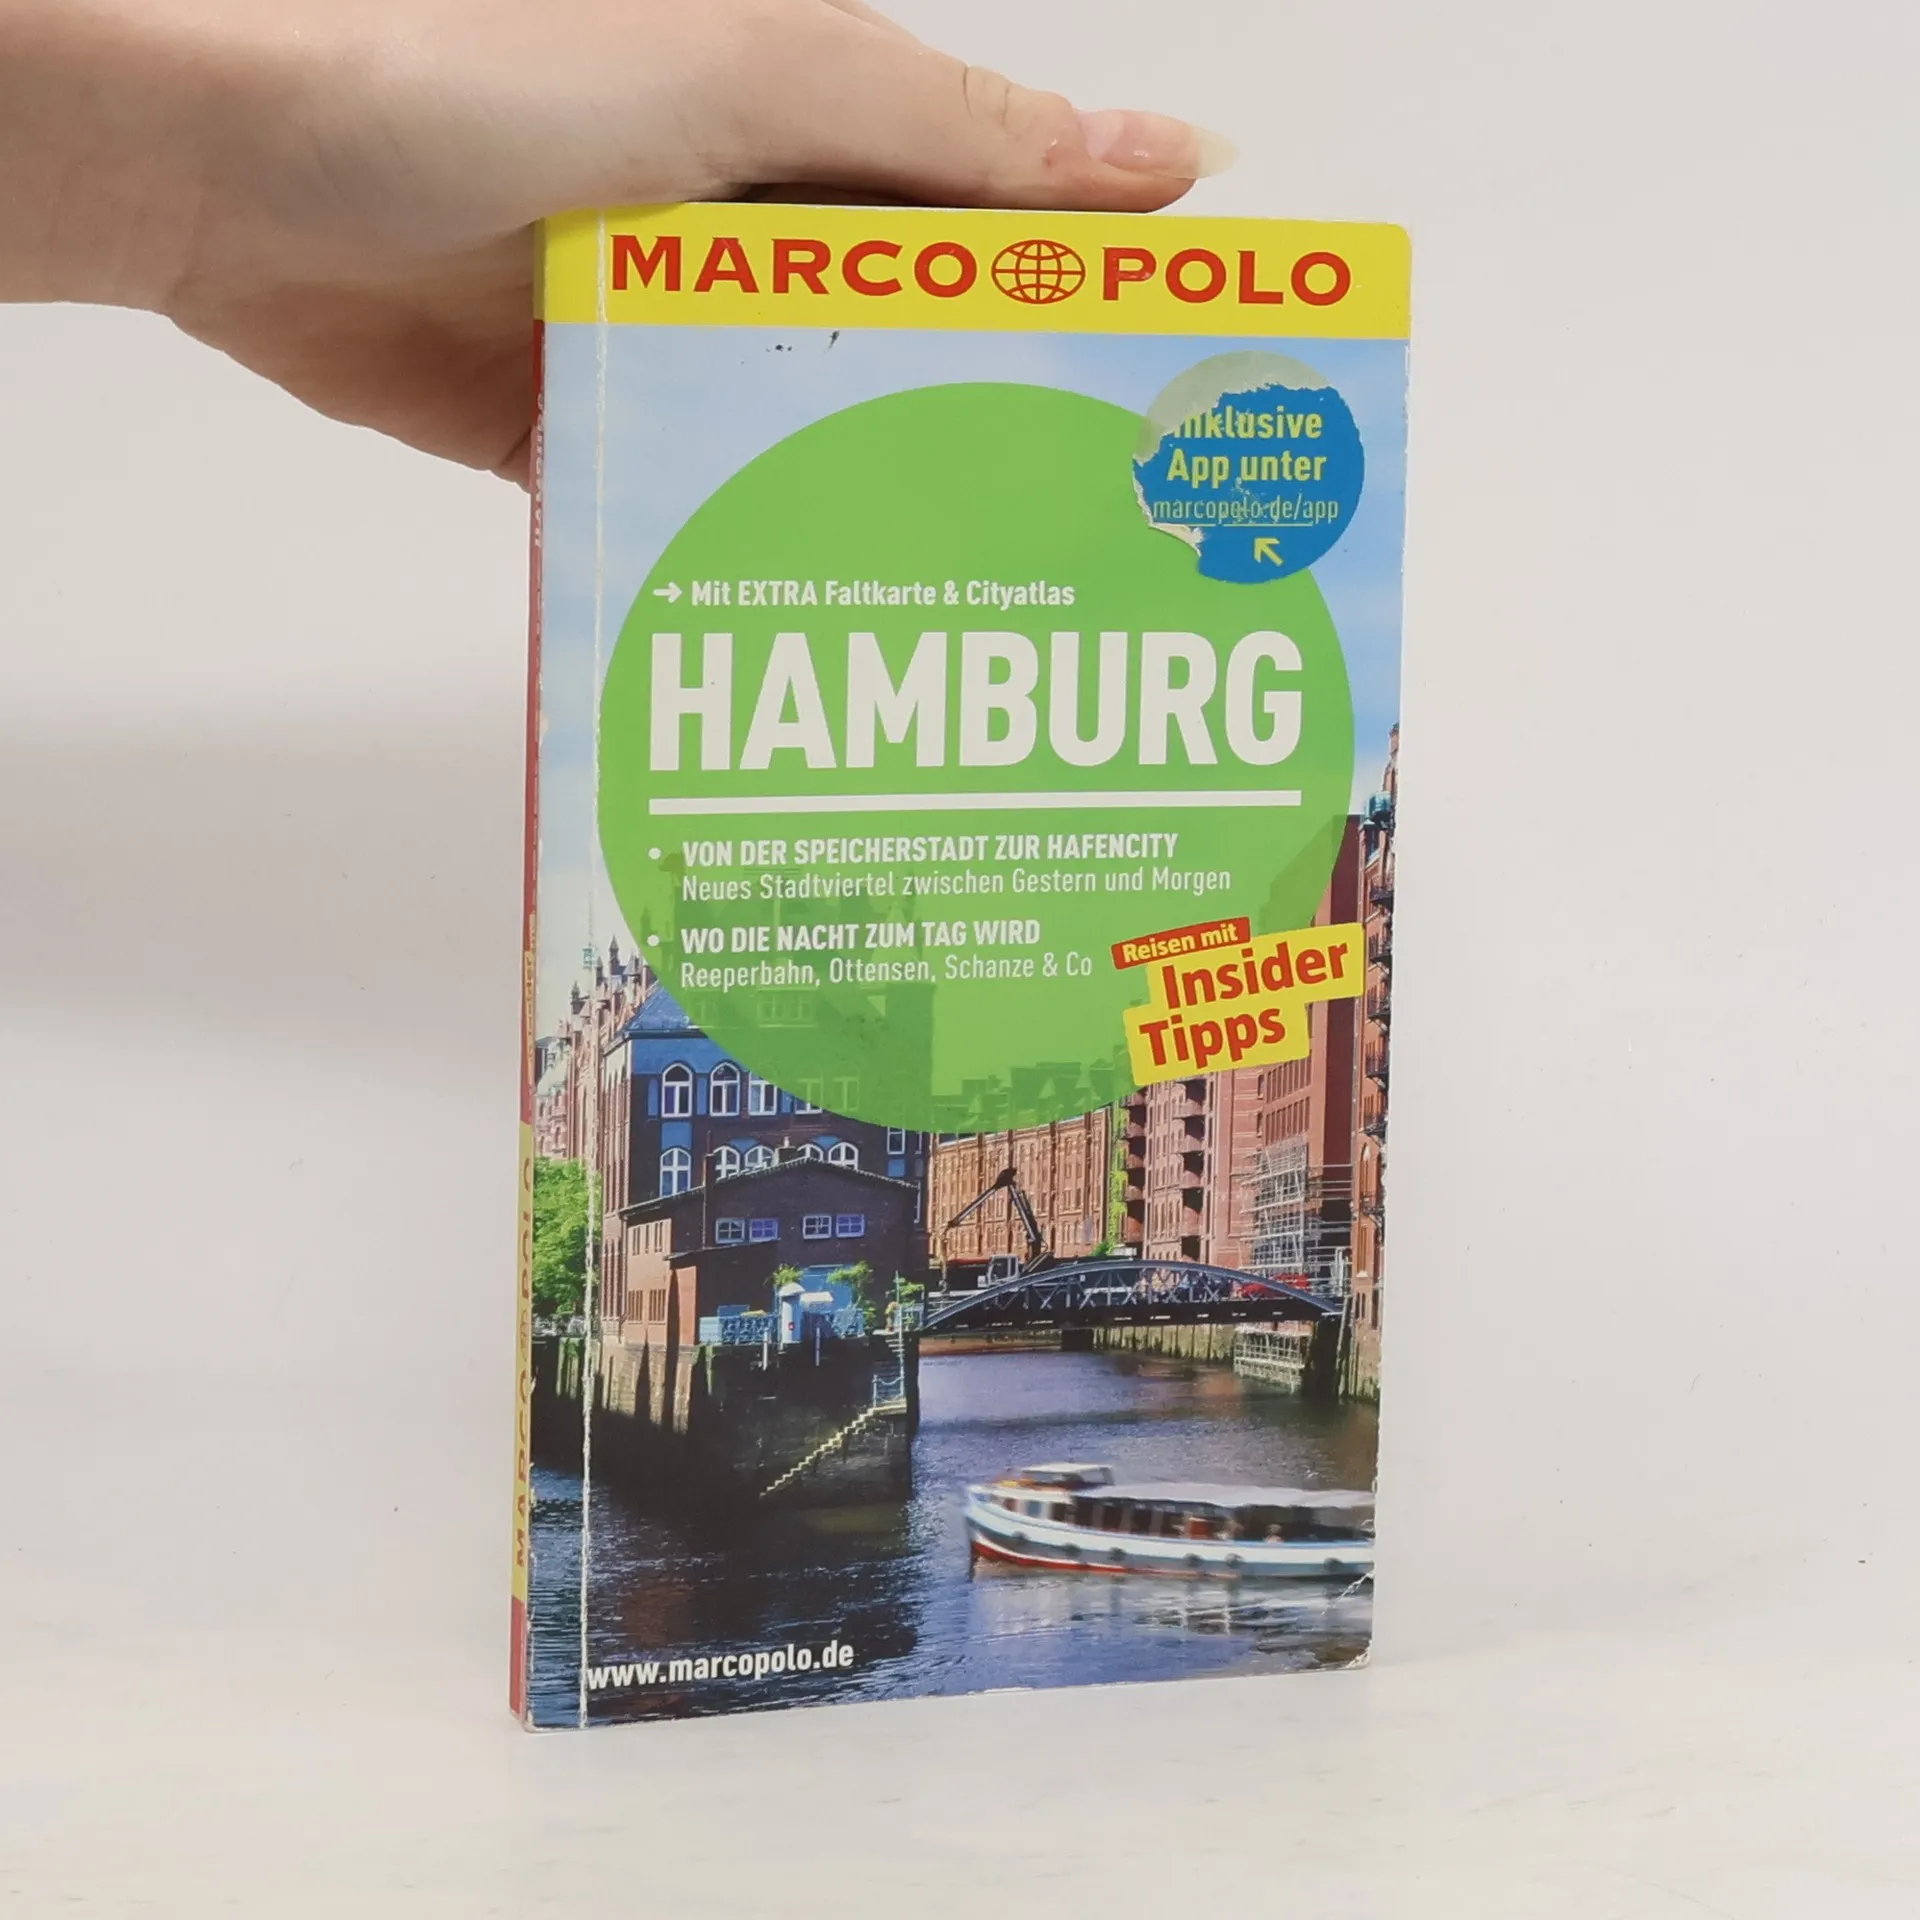 MARCO POLO
Inklusive
App unter
marcopolo.de/app
→ Mit EXTRA Faltkarte & Cityatlas
HAMBURG
• VON DER SPEICHERSTADT ZUR HAFENCITY
Neues Stadtviertel zwischen Gestern und Morgen
• WO DIE NACHT ZUM TAG WIRD
Reeperbahn, Ottensen, Schanze & Co
Reisen mit
Insider
Tipps
www.marcopolo.de
MARCO POLO
HAMBURG